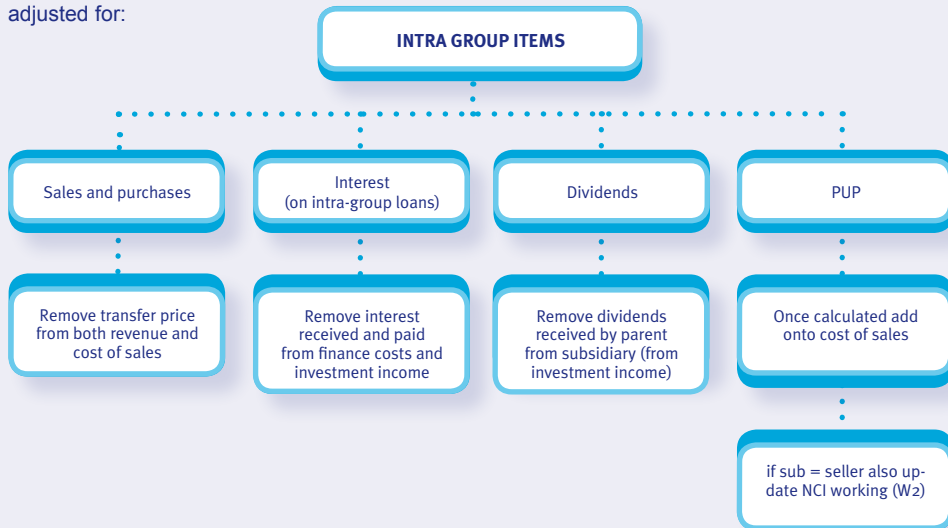 adjusted for:
INTRA GROUP ITEMS
Sales and purchases
Interest
(on intra-group loans)
Dividends
PUP
Remove transfer price
from both revenue and
cost of sales
Remove interest
received and paid
from finance costs and
investment income
Remove dividends
received by parent
from subsidiary (from
investment income)
Once calculated add
onto cost of sales
if sub = seller also up-
date NCI working (W2)